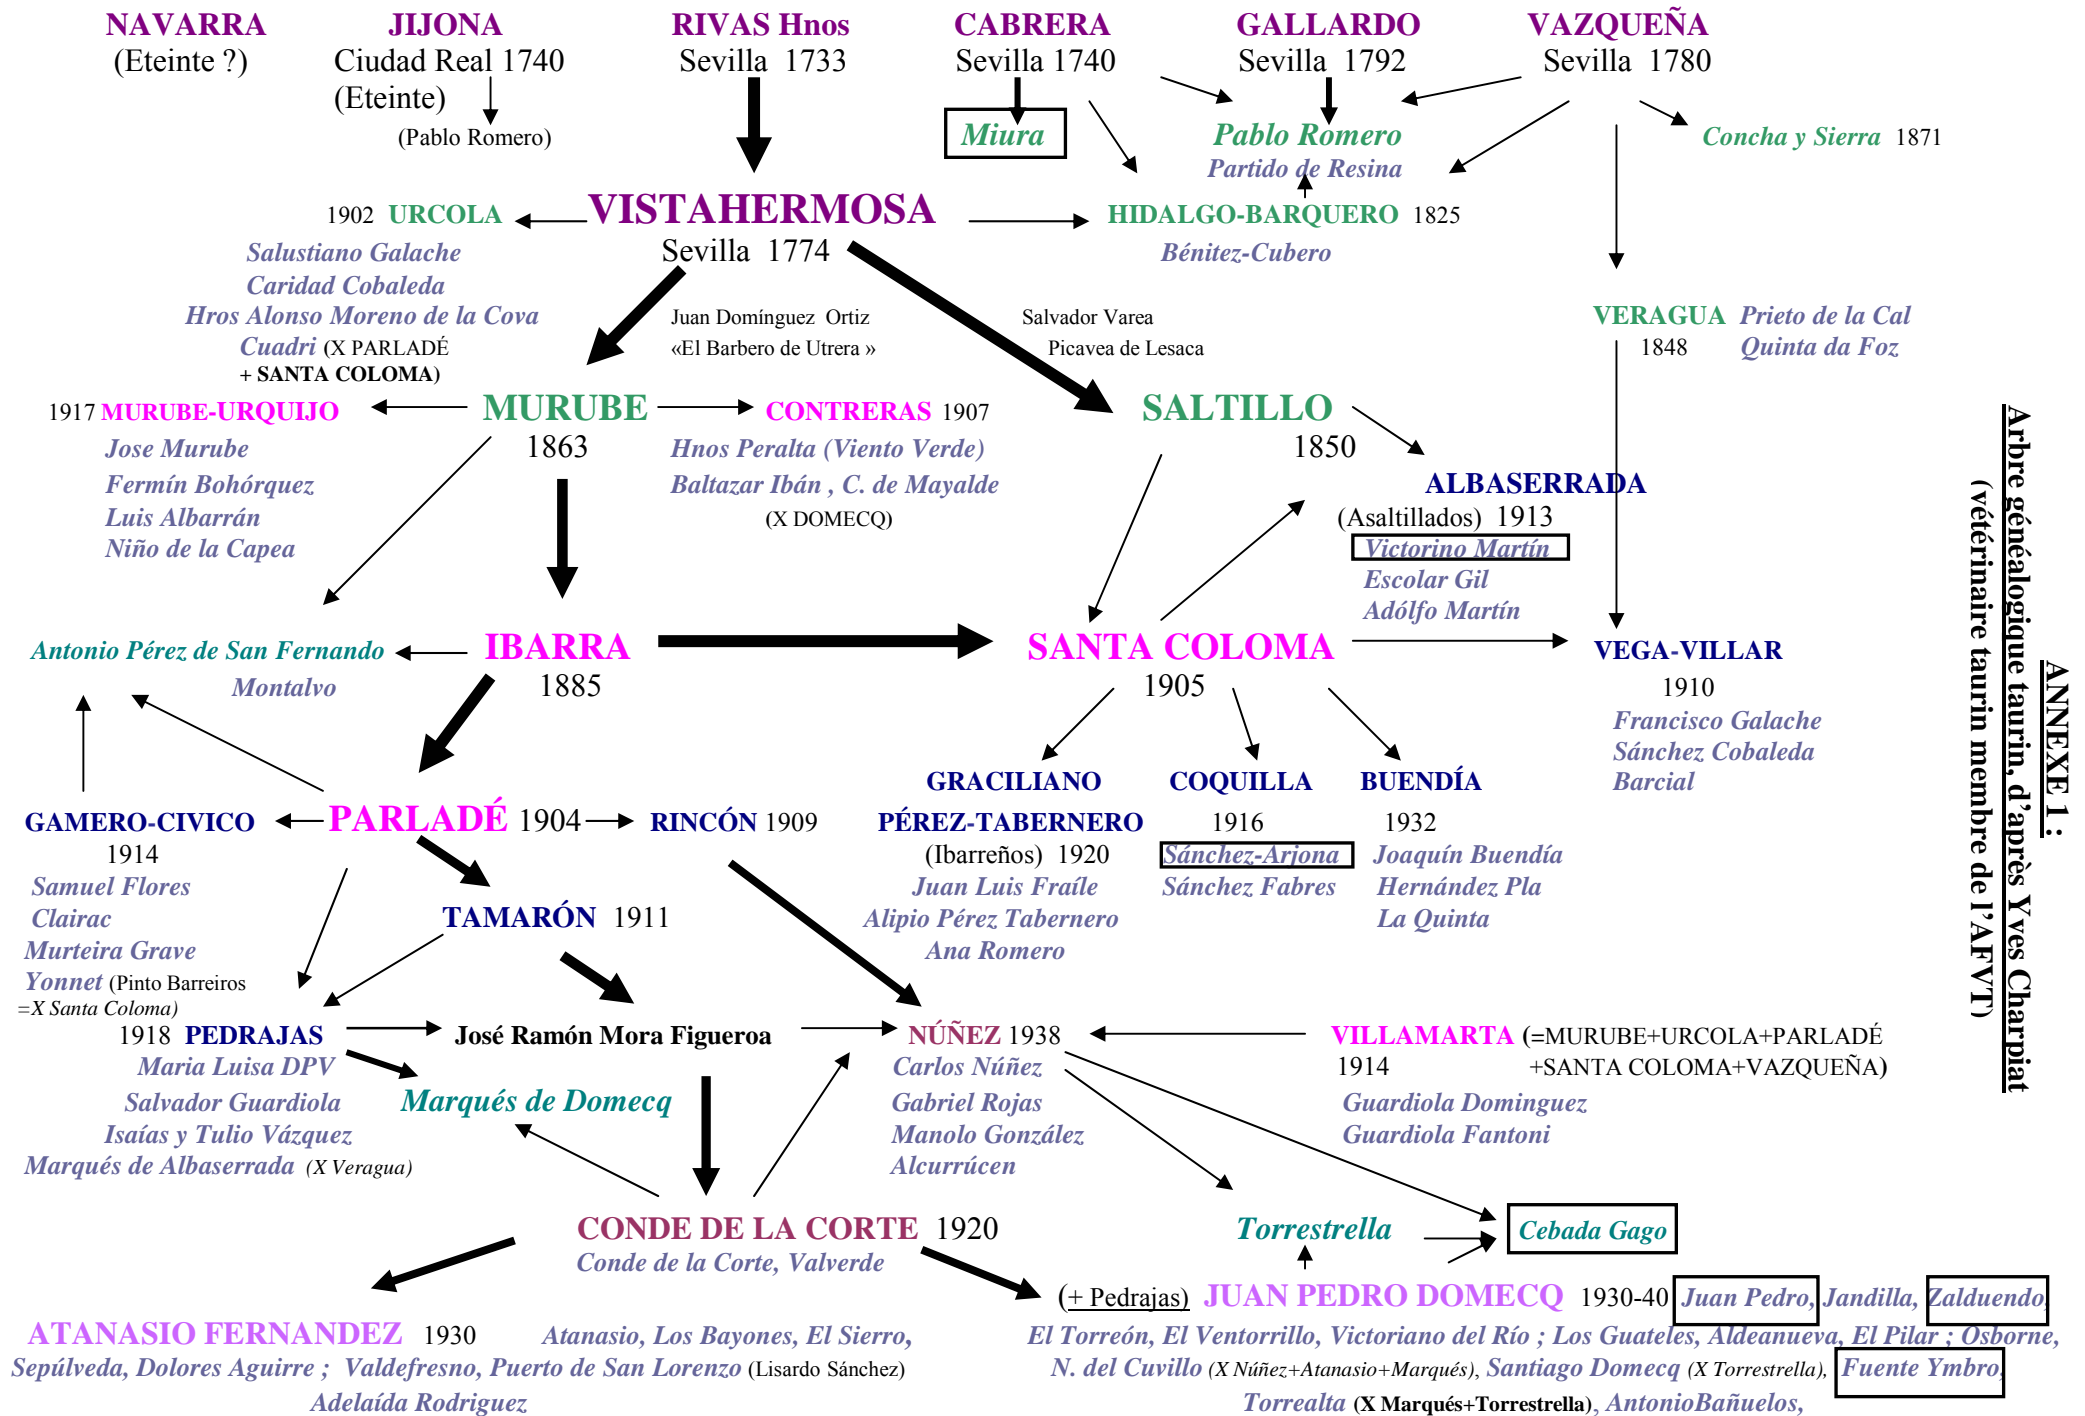 NAVARRA
(Eteinte ?)
JIJONA
Ciudad Real 1740
(Eteinte)
(Pablo Romero)
RIVAS Hnos
Sevilla 1733
CABRERA
Sevilla 1740
Miura
GALLARDO
Sevilla 1792
Pablo Romero
Partido de Resina
VAZQUEÑA
Sevilla 1780
Concha y Sierra 1871
1902 URCOLA
Salustiano Galache
Caridad Cobaleda
Hros Alonso Moreno de la Cova
Cuadri (X PARLADÉ
+ SANTA COLOMA)
VISTAHERMOSA
Sevilla 1774
HIDALGO-BARQUERO 1825
Bénitez-Cubero
Juan Domínguez Ortiz
«El Barbero de Utrera »
Salvador Varea
Picavea de Lesaca
VERAGUA Prieto de la Cal
1848 Quinta da Foz
1917 MURUBE-URQUIJO
Jose Murube
Fermín Bohórquez
Luis Albarrán
Niño de la Capea
MURUBE
1863
CONTRERAS 1907
Hnos Peralta (Viento Verde)
Baltazar Ibán , C. de Mayalde
(X DOMECQ)
SALTILLO
1850
ALBASERRADA
(Asaltillados) 1913
Victorino Martín
Escolar Gil
Adólfo Martín
Antonio Pérez de San Fernando
Montalvo
IBARRA
1885
SANTA COLOMA
1905
VEGA-VILLAR
1910
Francisco Galache
Sánchez Cobaleda
Barcial
GAMERO-CIVICO
1914
Samuel Flores
Clairac
Murteira Grave
Yonnet (Pinto Barreiros
=X Santa Coloma)
PARLADÉ 1904
RINCÓN 1909
GRACILIANO
PÉREZ-TABERNERO
(Ibarreños) 1920
Juan Luis Fraíle
Alipio Pérez Tabernero
Ana Romero
COQUILLA
1916
Sánchez-Arjona
Sánchez Fabres
BUENDÍA
1932
Joaquín Buendía
Hernández Pla
La Quinta
TAMARÓN 1911
1918 PEDRAJAS
Maria Luisa DPV
Salvador Guardiola
Isaías y Tulio Vázquez
Marqués de Albaserrada (X Veragua)
José Ramón Mora Figueroa
Marqués de Domecq
NÚÑEZ 1938
Carlos Núñez
Gabriel Rojas
Manolo González
Alcurrúcen
VILLAMARTA (=MURUBE+URCOLA+PARLADÉ
1914 +SANTA COLOMA+VAZQUEÑA)
Guardiola Dominguez
Guardiola Fantoni
CONDE DE LA CORTE 1920
Conde de la Corte, Valverde
Torrestrella
Cebada Gago
ATANASIO FERNANDEZ 1930 Atanasio, Los Bayones, El Sierro,
Sepúlveda, Dolores Aguirre ; Valdefresno, Puerto de San Lorenzo (Lisardo Sánchez)
Adelaída Rodriguez
(+ Pedrajas) JUAN PEDRO DOMECQ 1930-40 Juan Pedro, Jandilla, Zalduendo,
El Torreón, El Ventorrillo, Victoriano del Río ; Los Guateles, Aldeanueva, El Pilar ; Osborne,
N. del Cuvillo (X Núñez+Atanasio+Marqués), Santiago Domecq (X Torrestrella), Fuente Ymbro,
Torrealta (X Marqués+Torrestrella), AntonioBañuelos,
ANNEXE 1 :
Arbre généalogique taurin, d'après Yves Charpiat
(vétérinaire taurin membre de l'AFVT)